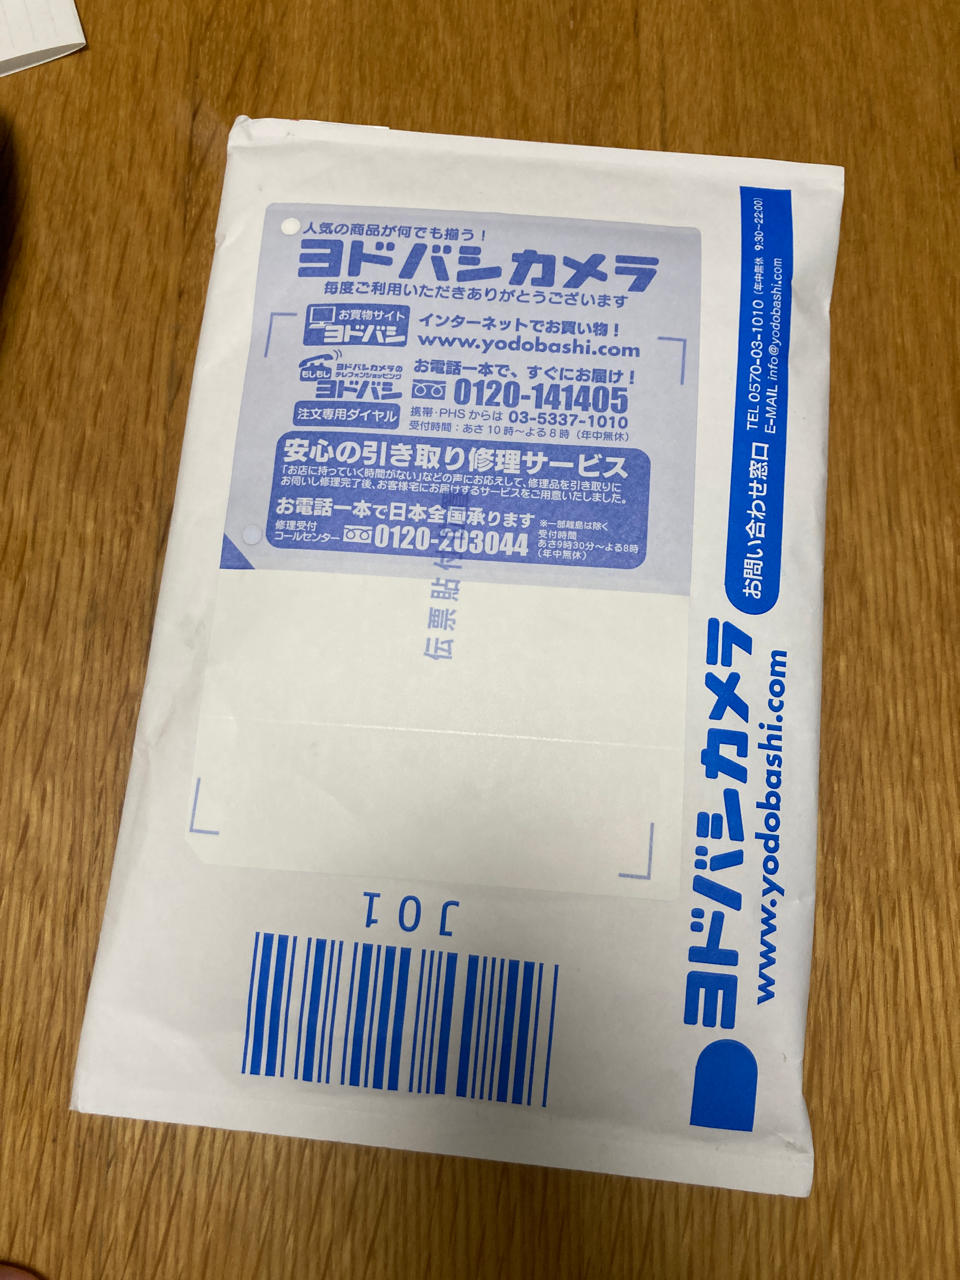 人気の商品が何でも揃う！
ヨドバシカメラ
毎度ご利用いただきありがとうございます
お買物サイト
ヨドバシ
インターネットでお買い物！
www.yodobashi.com
もしもし
ヨドバシカメラの
テレフォンショッピング
ヨドバシ
注文専用ダイヤル
お電話一本で、すぐにお届け！
0120-141405
携帯・PHSからは 03-5337-1010
受付時間：あさ10時～よる8時（年中無休）
安心の引き取り修理サービス
「お店に持っていく時間がない」などの声にお応えして、修理品を引き取りに
お伺いし修理完了後、お客様宅にお届けするサービスをご用意いたしました。
お電話一本で日本全国承ります
修理受付
コールセンター
0120-203044
※一部離島は除く
受付時間
あさ9時30分～よる8時
（年中無休）
伝票貼付
J01
ヨドバシカメラ
www.yodobashi.com
お問い合わせ窓口
TEL 0570-03-1010（年中無休 9:30～22:00）
E-MAIL info@yodobashi.com